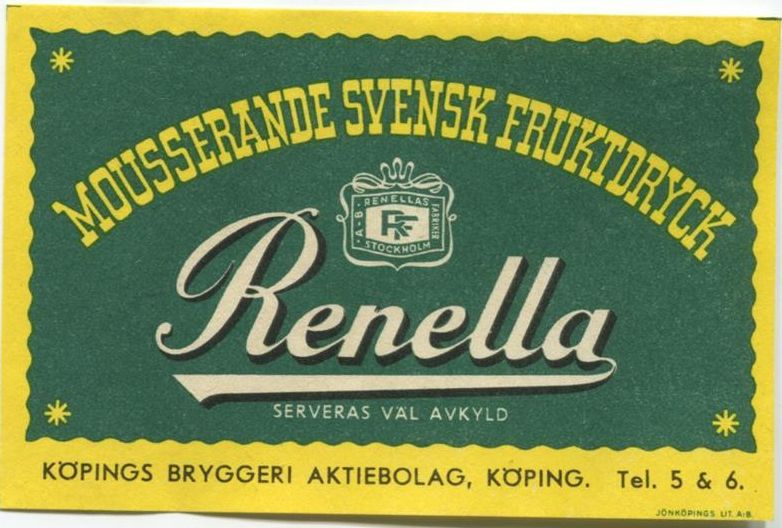 MOUSSERANDE SVENSK FRUKTDRYCK
A·B· RENELLAS FABRIKER
STOCKHOLM
Renella
SERVERAS VÄL AVKYLD
KÖPINGS BRYGGERI AKTIEBOLAG, KÖPING. Tel. 5 & 6.
JÖNKÖPINGS LIT. A.B.